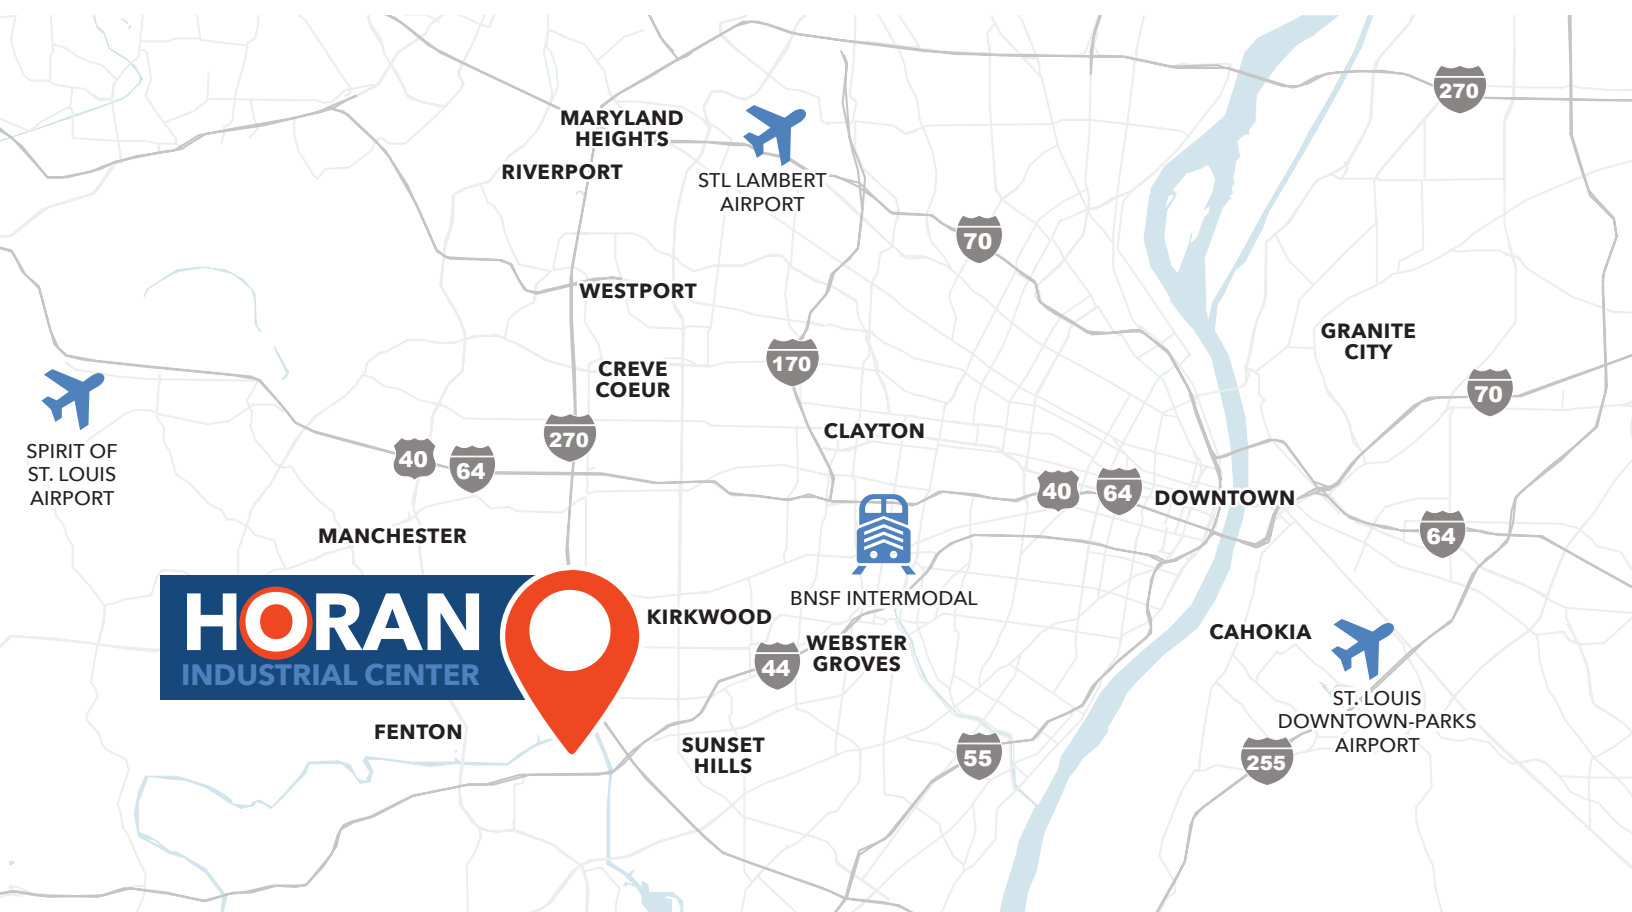 270
MARYLAND
HEIGHTS
RIVERPORT
STL LAMBERT
AIRPORT
70
WESTPORT
GRANITE
CITY
170
CREVE
COEUR
70
SPIRIT OF
ST. LOUIS
AIRPORT
40
64
270
CLAYTON
40
64
DOWNTOWN
64
MANCHESTER
BNSF INTERMODAL
HORAN
INDUSTRIAL CENTER
KIRKWOOD
44
WEBSTER
GROVES
CAHOKIA
ST. LOUIS
DOWNTOWN-PARKS
AIRPORT
FENTON
SUNSET
HILLS
55
255